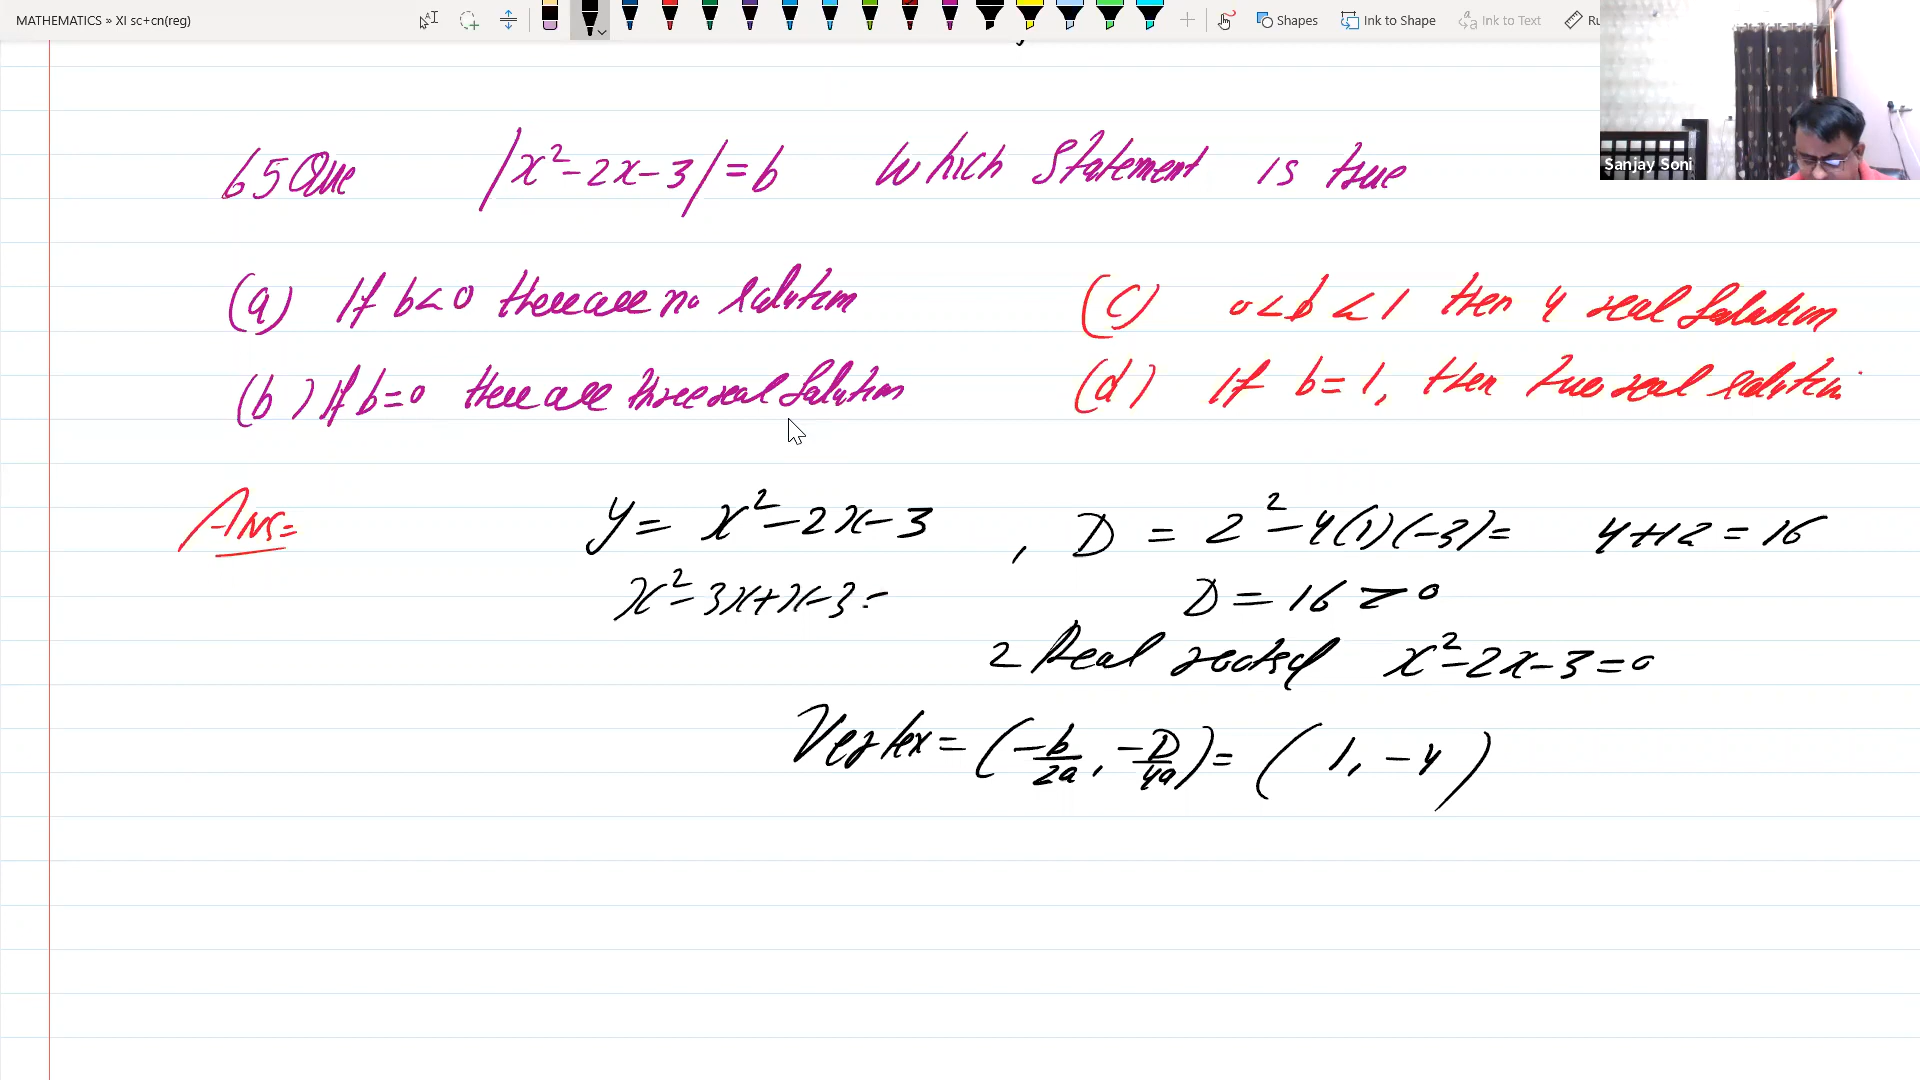 MATHEMATICS » XI sc+cn(reg)
Shapes
Ink to Shape
Ink to Text
Ru
Sanjay Soni
65 Que |x²-2x-3| = b Which Statement is true
(a) If b<0 there are no solution
(b) If b=0 there are three real solution
(c) 0<b<1 then 4 real solution
(d) If b=1, then two real solution
Ans=
y = x²-2x-3 , D = 2²-4(1)(-3)= 4+12=16
x²-3x+x-3= D = 16 > 0
2 Real roots of x²-2x-3=0
Vertex = (-b/2a, -D/4a) = (1, -4)